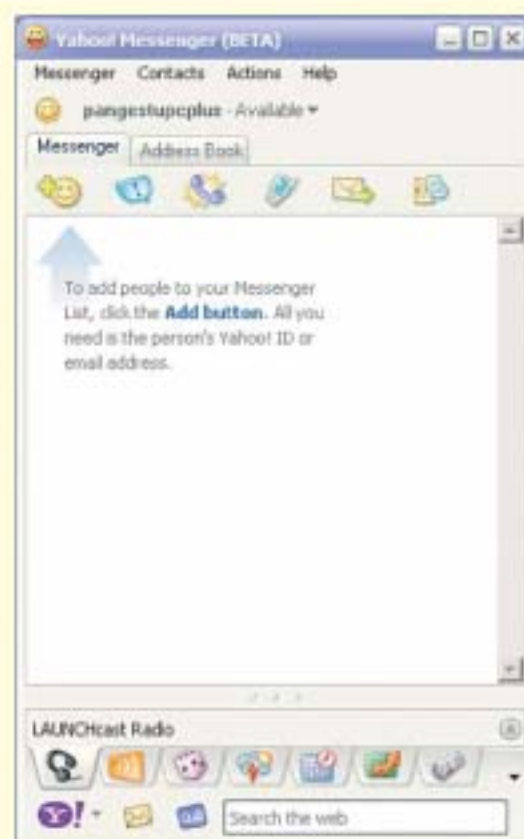 Yahoo! Messenger (BETA)
Messenger Contacts Actions Help
pangestupcplus - Available
Messenger Address Book
To add people to your Messenger
List, click the Add button. All you
need is the person's Yahoo! ID or
email address.
LAUNCHcast Radio
Y!
Search the web